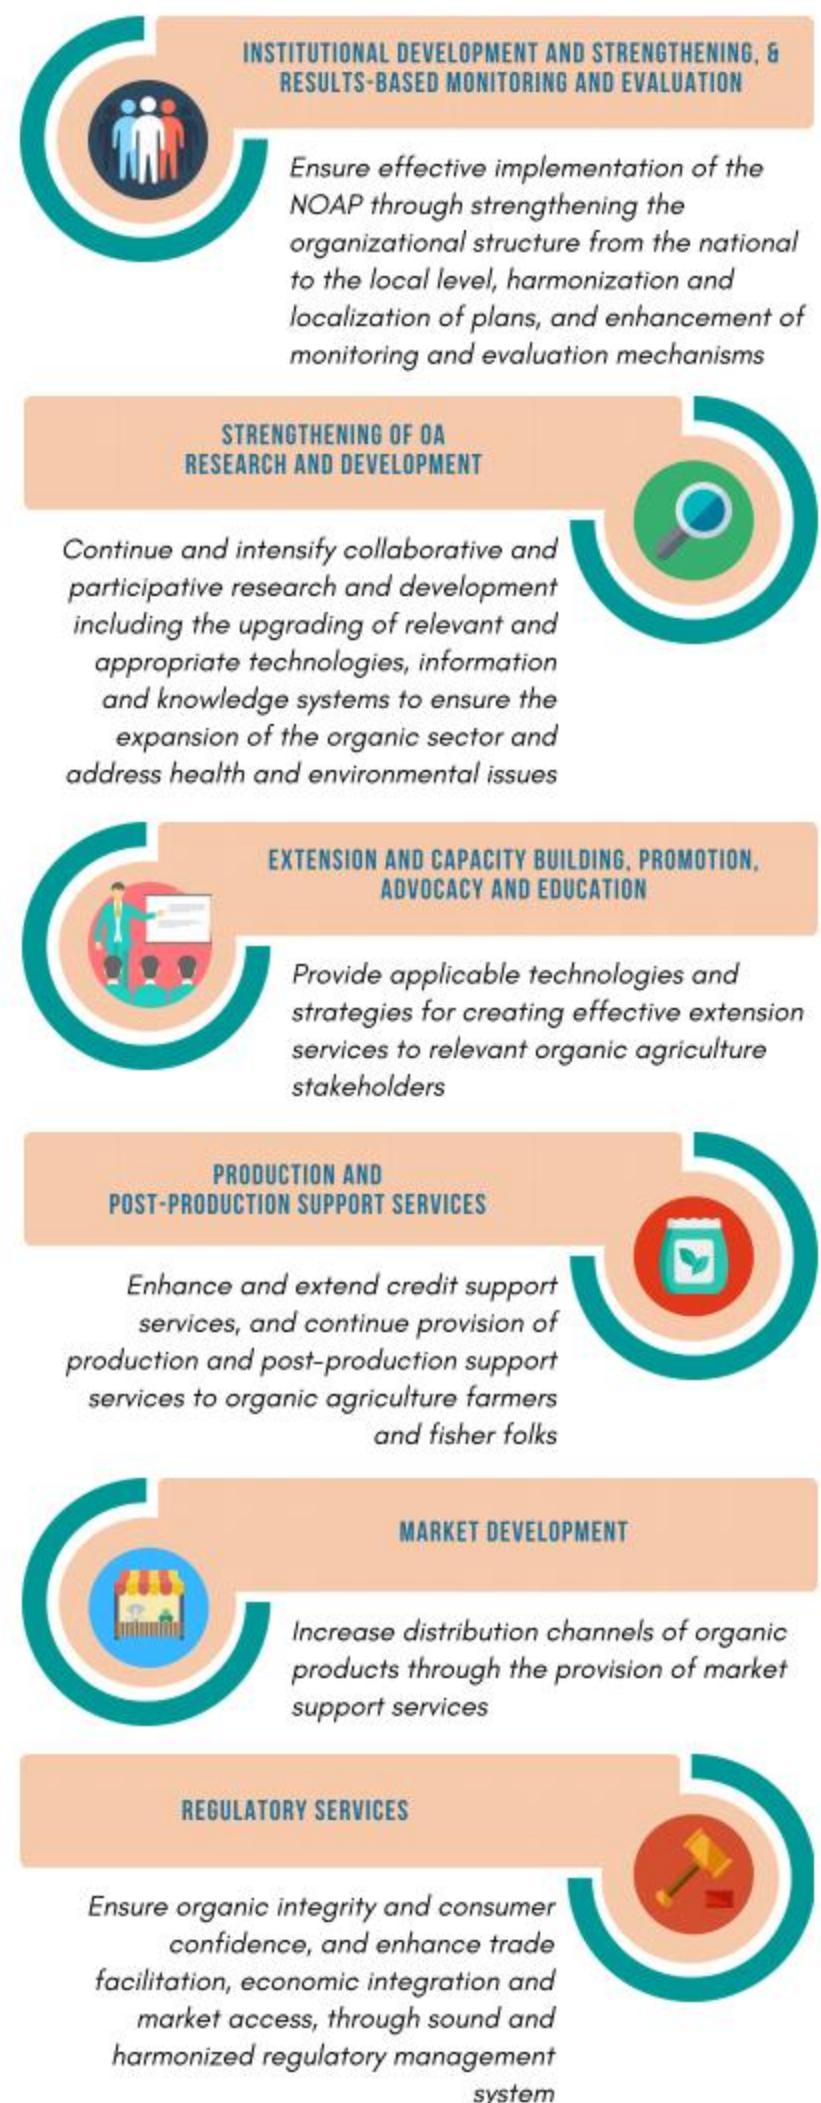 INSTITUTIONAL DEVELOPMENT AND STRENGTHENING, &
RESULTS-BASED MONITORING AND EVALUATION
Ensure effective implementation of the
NOAP through strengthening the
organizational structure from the national
to the local level, harmonization and
localization of plans, and enhancement of
monitoring and evaluation mechanisms
STRENGTHENING OF OA
RESEARCH AND DEVELOPMENT
Continue and intensify collaborative and
participative research and development
including the upgrading of relevant and
appropriate technologies, information
and knowledge systems to ensure the
expansion of the organic sector and
address health and environmental issues
EXTENSION AND CAPACITY BUILDING, PROMOTION,
ADVOCACY AND EDUCATION
Provide applicable technologies and
strategies for creating effective extension
services to relevant organic agriculture
stakeholders
PRODUCTION AND
POST-PRODUCTION SUPPORT SERVICES
Enhance and extend credit support
services, and continue provision of
production and post-production support
services to organic agriculture farmers
and fisher folks
MARKET DEVELOPMENT
Increase distribution channels of organic
products through the provision of market
support services
REGULATORY SERVICES
Ensure organic integrity and consumer
confidence, and enhance trade
facilitation, economic integration and
market access, through sound and
harmonized regulatory management
system